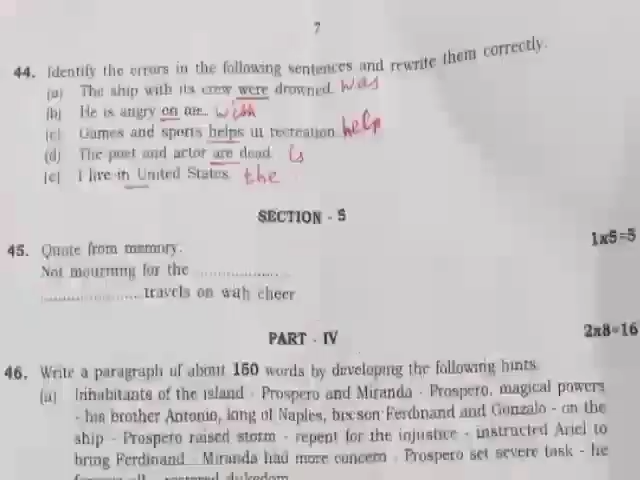 7
44. Identify the errors in the following sentences and rewrite them correctly.
(a) The ship with its crew were drowned. was
(b) He is angry on me. with
(c) Games and sports helps in recreation. help
(d) The poet and actor are dead. is
(e) I live in United States. the
SECTION - 5
45. Quote from memory. 1x5=5
Not mourning for the ....................
...................... travels on with cheer
PART - IV 2x8=16
46. Write a paragraph of about 150 words by developing the following hints.
(a) Inhabitants of the island - Prospero and Miranda - Prospero, magical powers
- his brother Antonio, king of Naples, his son Ferdinand and Gonzalo - on the
ship - Prospero raised storm - repent for the injustice - instructed Ariel to
bring Ferdinand - Miranda had more concern - Prospero set severe task - he
dukedom